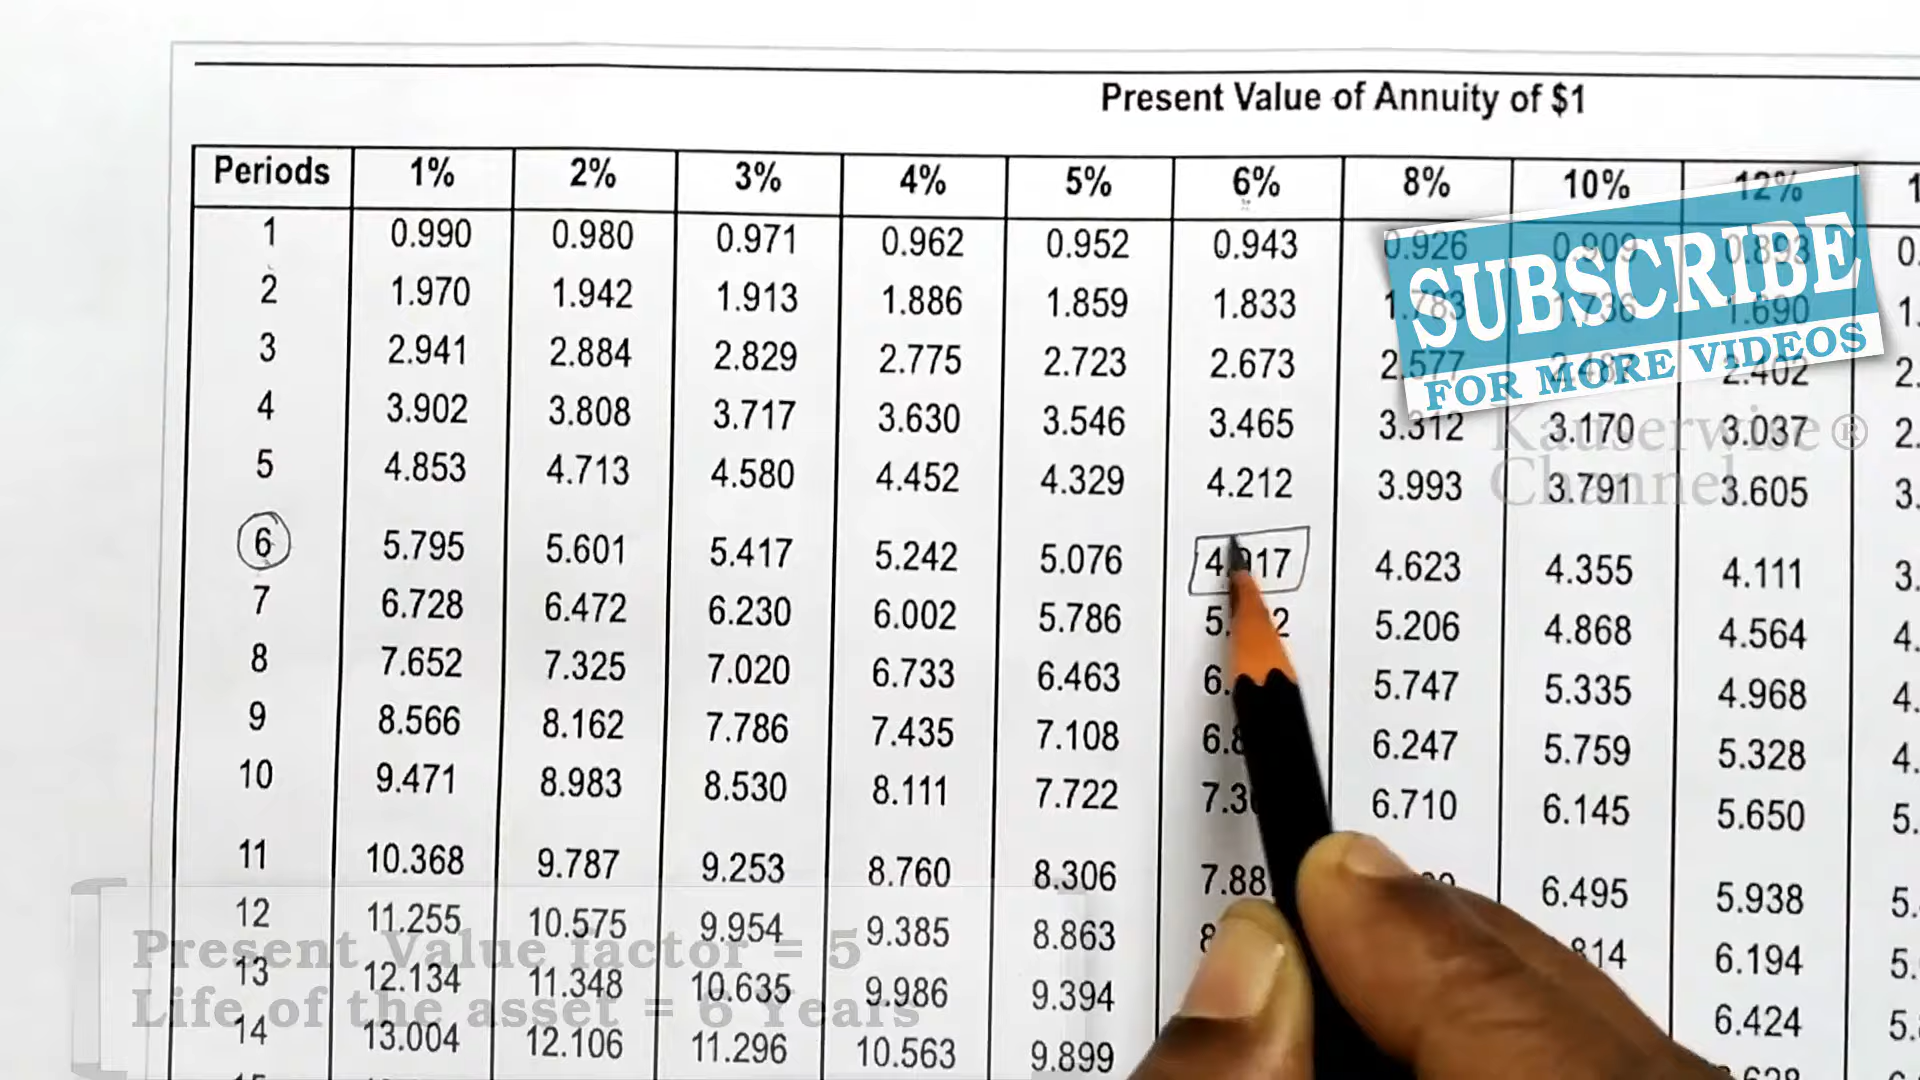 Present Value of Annuity of $1
Periods 1% 2% 3% 4% 5% 6% 8% 10% 12%
1 0.990 0.980 0.971 0.962 0.952 0.943 0.926 0.909 0.893
2 1.970 1.942 1.913 1.886 1.859 1.833 1.783 1.736 1.690
3 2.941 2.884 2.829 2.775 2.723 2.673 2.577 2.487 2.402
4 3.902 3.808 3.717 3.630 3.546 3.465 3.312 3.170 3.037
5 4.853 4.713 4.580 4.452 4.329 4.212 3.993 3.791 3.605
6 5.795 5.601 5.417 5.242 5.076 4.917 4.623 4.355 4.111
7 6.728 6.472 6.230 6.002 5.786 5.206 4.868 4.564
8 7.652 7.325 7.020 6.733 6.463 5.747 5.335 4.968
9 8.566 8.162 7.786 7.435 7.108 6.247 5.759 5.328
10 9.471 8.983 8.530 8.111 7.722 6.710 6.145 5.650
11 10.368 9.787 9.253 8.760 8.306 6.495 5.938
12 11.255 10.575 9.954 9.385 8.863 6.194
13 12.134 11.348 10.635 9.986 9.394 6.424
14 13.004 12.106 11.296 10.563 9.899
SUBSCRIBE
FOR MORE VIDEOS
Kauserwise®
Channel
Present Value factor = 5
Life of the asset = 6 Years